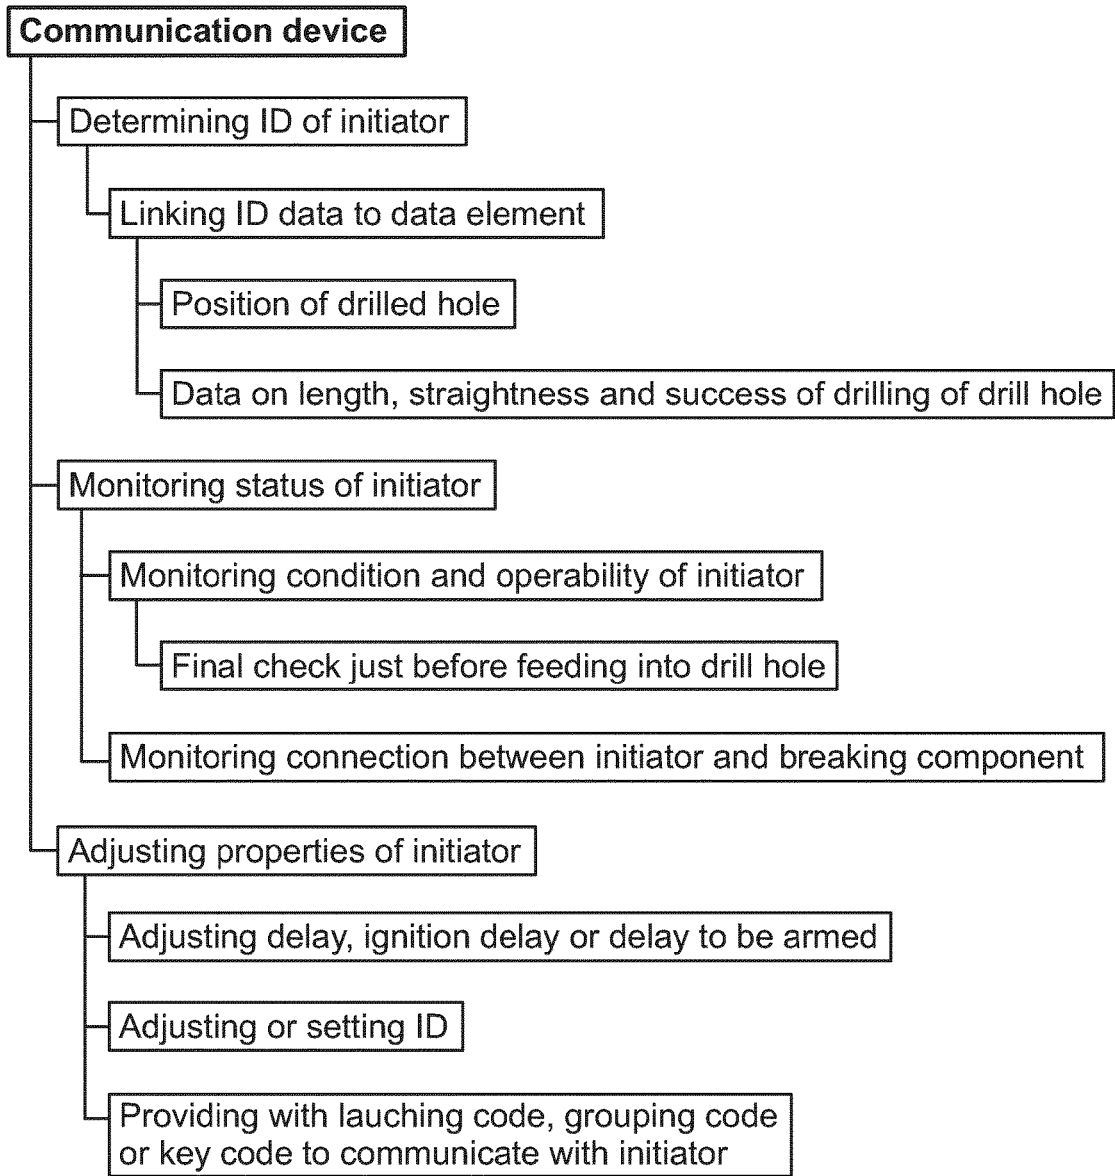 Communication device
Determining ID of initiator
Linking ID data to data element
Position of drilled hole
Data on length, straightness and success of drilling of drill hole
Monitoring status of initiator
Monitoring condition and operability of initiator
Final check just before feeding into drill hole
Monitoring connection between initiator and breaking component
Adjusting properties of initiator
Adjusting delay, ignition delay or delay to be armed
Adjusting or setting ID
Providing with lauching code, grouping code
or key code to communicate with initiator